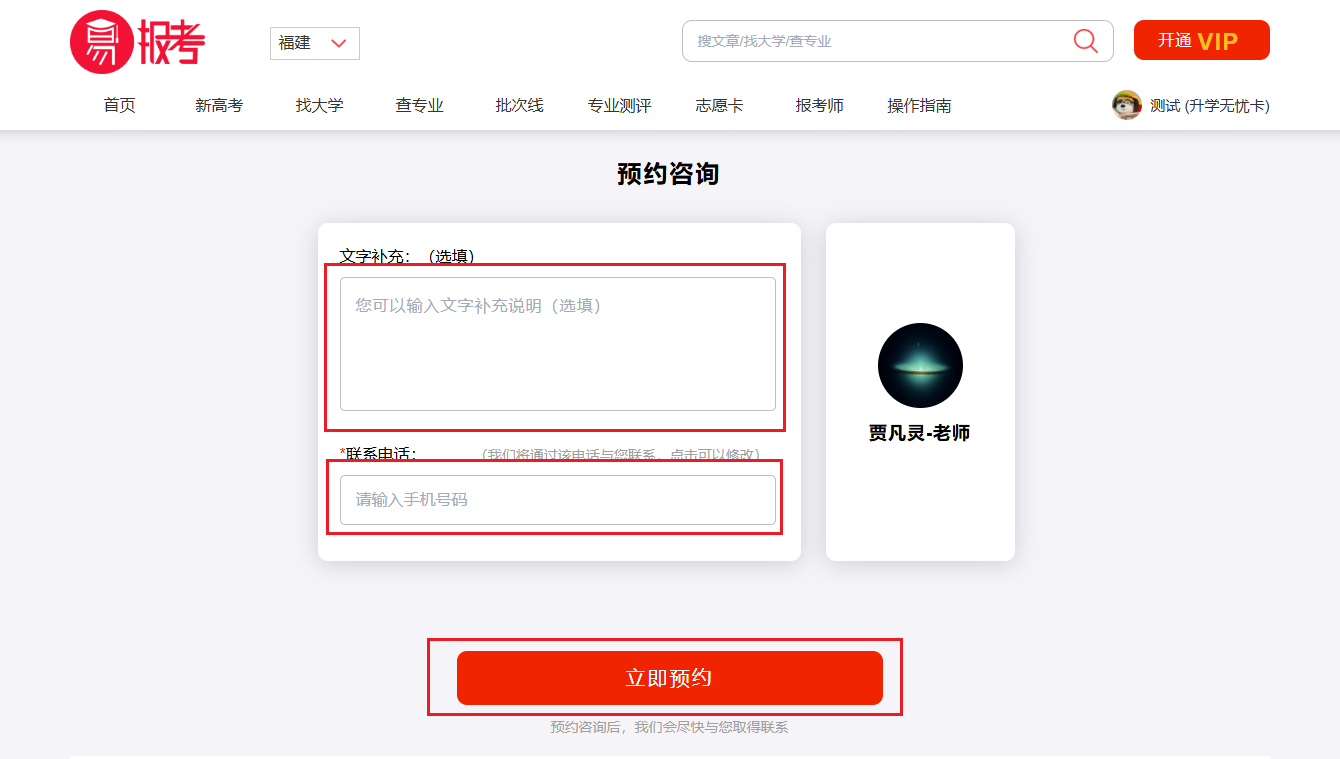 易 报考
福建
搜文章/找大学/查专业
开通 VIP
首页 新高考 找大学 查专业 批次线 专业测评 志愿卡 报考师 操作指南
测试 (升学无忧卡)
预约咨询
文字补充：（选填）
您可以输入文字补充说明（选填）
*联系电话： （我们将通过该电话与您联系，点击可以修改）
请输入手机号码
贾凡灵-老师
立即预约
预约咨询后，我们会尽快与您取得联系